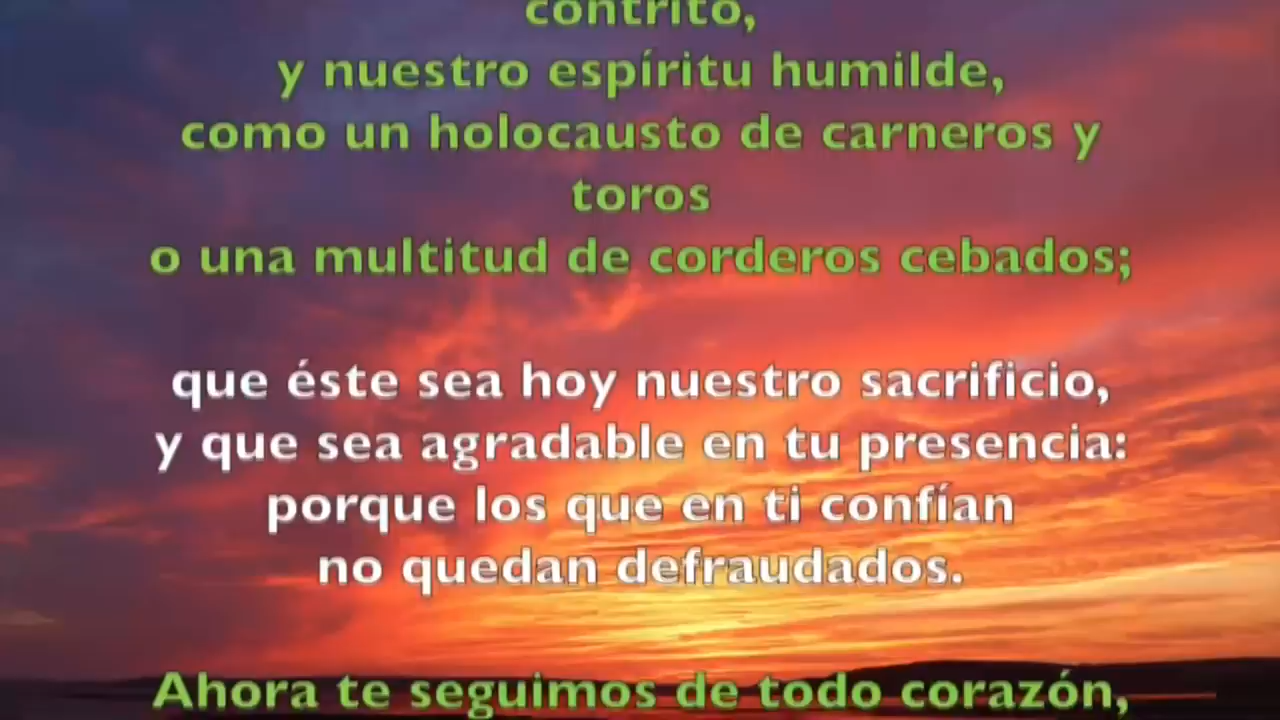 contrito,
y nuestro espíritu humilde,
como un holocausto de carneros y
toros
o una multitud de corderos cebados;
que éste sea hoy nuestro sacrificio,
y que sea agradable en tu presencia:
porque los que en ti confían
no quedan defraudados.
Ahora te seguimos de todo corazón,